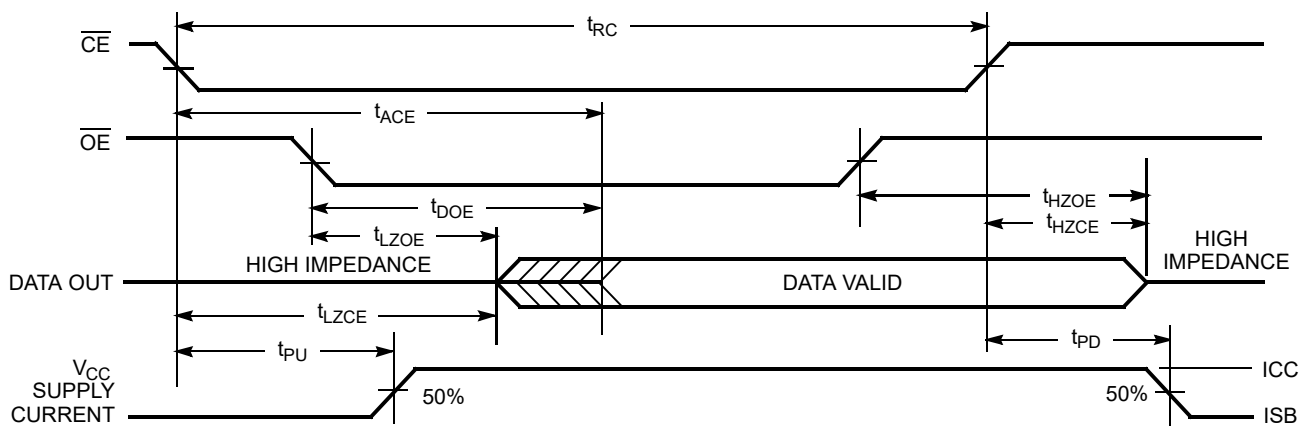 tRC
CE
tACE
OE
tHZOE
tDOE
tHZCE
tLZOE
HIGH
IMPEDANCE
HIGH IMPEDANCE
DATA OUT
DATA VALID
tLZCE
tPU
tPD
VCC
SUPPLY
CURRENT
50%
50%
ICC
ISB